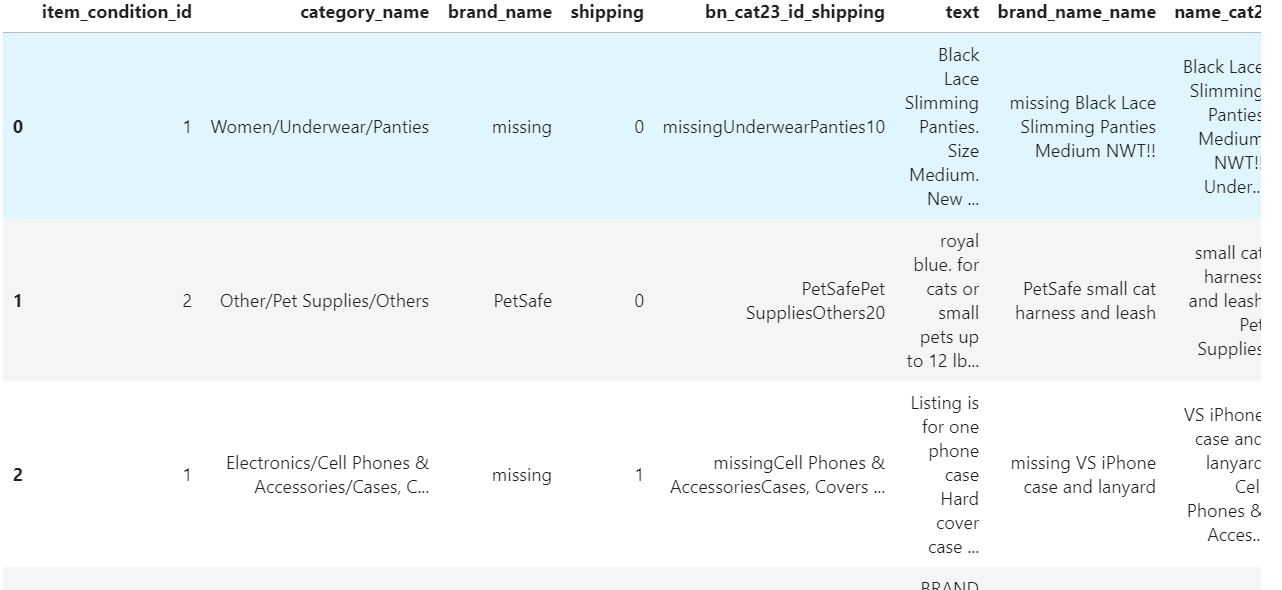 item_condition_id category_name brand_name shipping bn_cat23_id_shipping text brand_name_name name_cat2
0 1 Women/Underwear/Panties missing 0 missingUnderwearPanties10
Black
Lace
Slimming
Panties.
Size
Medium.
New ...
missing Black Lace
Slimming Panties
Medium NWT!!
Black Lace
Slimming
Panties
Medium
NWT!!
Under...
1 2 Other/Pet Supplies/Others PetSafe 0
PetSafePet
SuppliesOthers20
royal
blue. for
cats or
small
pets up
to 12 lb...
PetSafe small cat
harness and leash
small cat
harness
and leash
Pet
Supplies
2 1
Electronics/Cell Phones &
Accessories/Cases, C...
missing 1
missingCell Phones &
AccessoriesCases, Covers ...
Listing is
for one
phone
case
Hard
cover
case ...
missing VS iPhone
case and lanyard
VS iPhone
case and
lanyard
Cel
Phones &
Acces...
BRAND